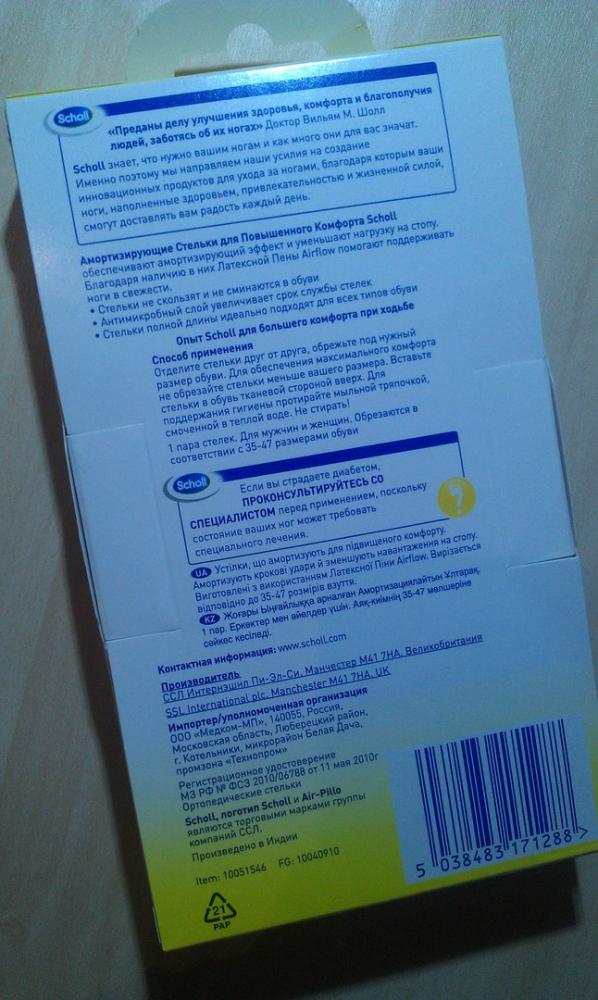 Scholl
«Преданы делу улучшения здоровья, комфорта и благополучия
людей, заботясь об их ногах» Доктор Вильям М. Шолл
Scholl знает, что нужно вашим ногам и как много они для вас значат.
Именно поэтому мы направляем наши усилия на создание
инновационных продуктов для ухода за ногами, благодаря которым ваши
ноги, наполненные здоровьем, привлекательностью и жизненной силой,
смогут доставлять вам радость каждый день.
Амортизирующие Стельки для Повышенного Комфорта Scholl
обеспечивают амортизирующий эффект и уменьшают нагрузку на стопу.
Благодаря наличию в них Латексной Пены Airflow помогают поддерживать
ноги в свежести.
• Стельки не скользят и не сминаются в обуви
• Антимикробный слой увеличивает срок службы стелек
• Стельки полной длины идеально подходят для всех типов обуви
Опыт Scholl для большего комфорта при ходьбе
Способ применения
Отделите стельки друг от друга, обрежьте под нужный
размер обуви. Для обеспечения максимального комфорта
не обрезайте стельки меньше вашего размера. Вставьте
стельки в обувь тканевой стороной вверх. Для
поддержания гигиены протирайте мыльной тряпочкой,
смоченной в теплой воде. Не стирать!
1 пара стелек. Для мужчин и женщин. Обрезаются в
соответствии с 35-47 размерами обуви
Scholl
Если вы страдаете диабетом,
ПРОКОНСУЛЬТИРУЙТЕСЬ СО
СПЕЦИАЛИСТОМ перед применением, поскольку
состояние ваших ног может требовать
специального лечения.
?
UA Устілки, що амортизують для підвищеного комфорту.
Амортизують крокові удари й зменшують навантаження на стопу.
Виготовлені з використанням Латексної Піни Airflow. Вирізається
відповідно до 35-47 розмірів взуття.
KZ Жоғары Ыңғайлыққа арналған Амортизациялайтын Ұлтарақ.
1 пар. Еркектер мен әйелдер үшін. Аяқ-киімнің 35-47 мөлшеріне
сәйкес кесіледі.
Контактная информация: www.scholl.com
Производитель
ССЛ Интернэшнл Пи-Эл-Си, Манчестер М41 7НА, Великобритания
SSL International plc, Manchester M41 7HA, UK
Импортер/уполномоченная организация
ООО «Медком-МП», 140055, Россия,
Московская область, Люберецкий район,
г. Котельники, микрорайон Белая Дача,
промзона «Технопром»
Регистрационное удостоверение
МЗ РФ № ФСЗ 2010/06788 от 11 мая 2010г
Ортопедические стельки
Scholl, логотип Scholl и Air-Pillo
являются торговыми марками группы
компаний ССЛ.
Произведено в Индии
Item: 10051546 FG: 10040910
21
PAP
5 038483 171288 >